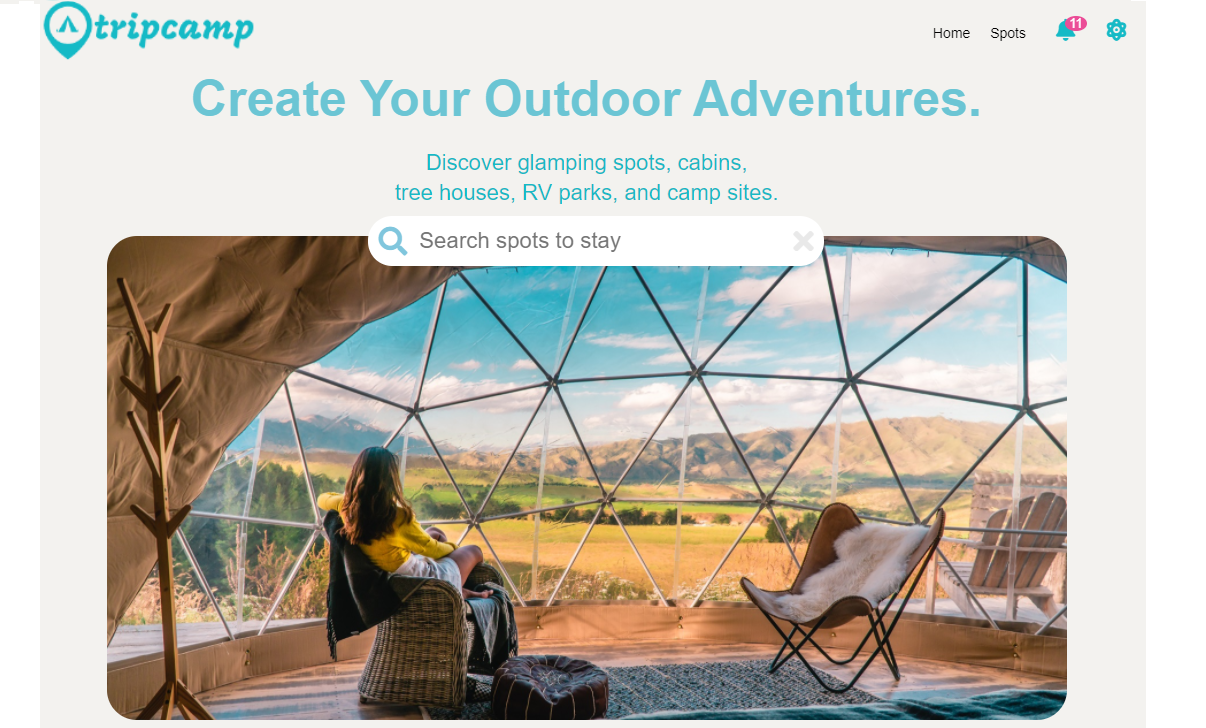 tripcamp
Home Spots 11
Create Your Outdoor Adventures.
Discover glamping spots, cabins,
tree houses, RV parks, and camp sites.
Search spots to stay